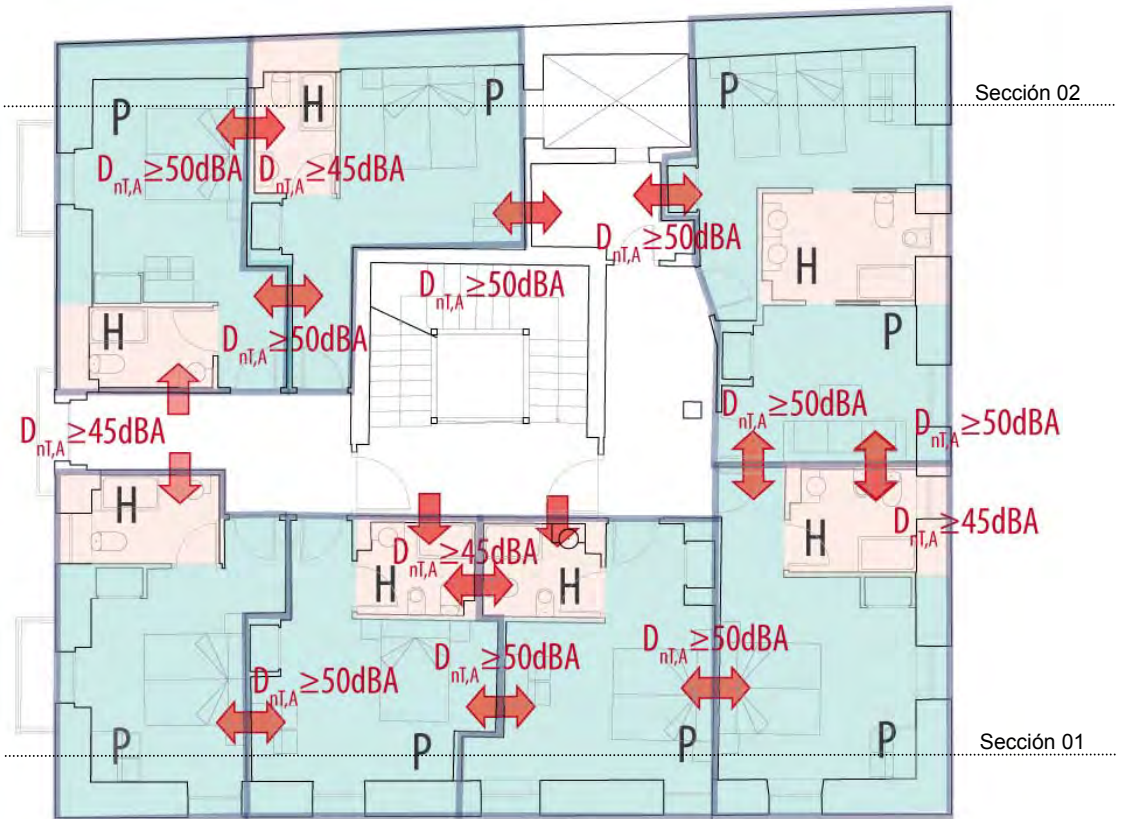 Sección 02
P
H
P
P
DnT,A ≥50dBA
DnT,A ≥45dBA
DnT,A ≥50dBA
DnT,A ≥50dBA
H
H
DnT,A ≥50dBA
P
DnT,A ≥50dBA
DnT,A ≥50dBA
DnT,A ≥45dBA
H
DnT,A ≥45dBA
DnT,A ≥45dBA
H
H
H
DnT,A ≥50dBA
DnT,A ≥50dBA
DnT,A ≥50dBA
P
P
P
P
Sección 01